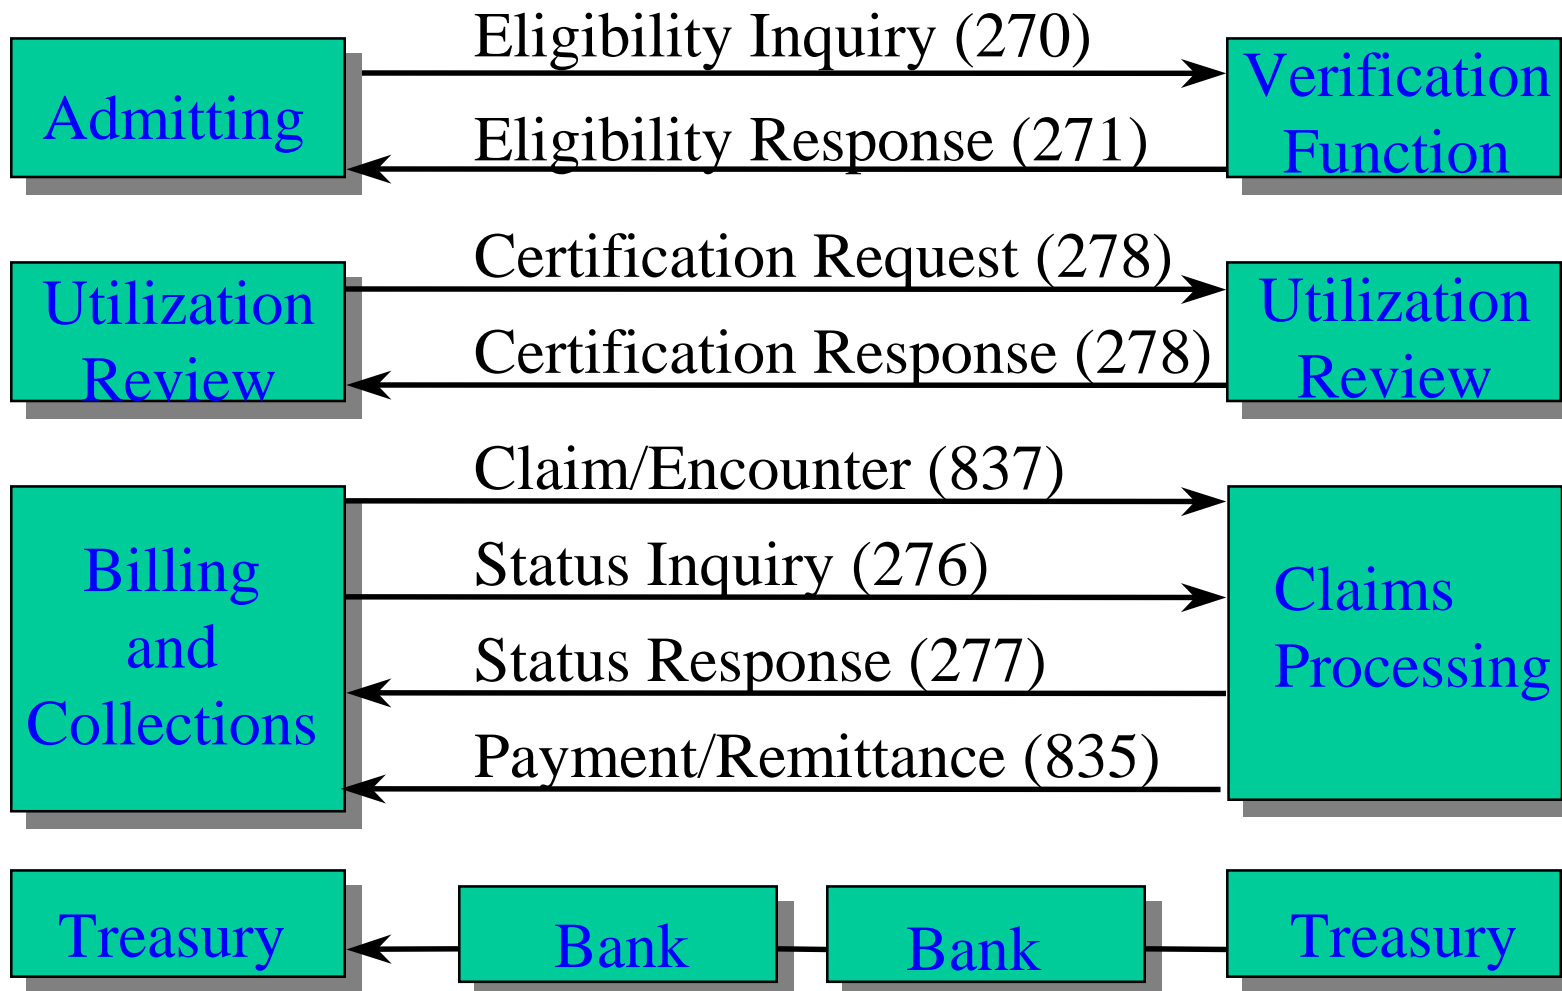 Eligibility Inquiry (270)
Admitting
Verification
Function
Eligibility Response (271)
Certification Request (278)
Utilization
Review
Utilization
Review
Certification Response (278)
Claim/Encounter (837)
Billing
and
Collections
Status Inquiry (276)
Claims
Processing
Status Response (277)
Payment/Remittance (835)
Treasury
Bank
Bank
Treasury